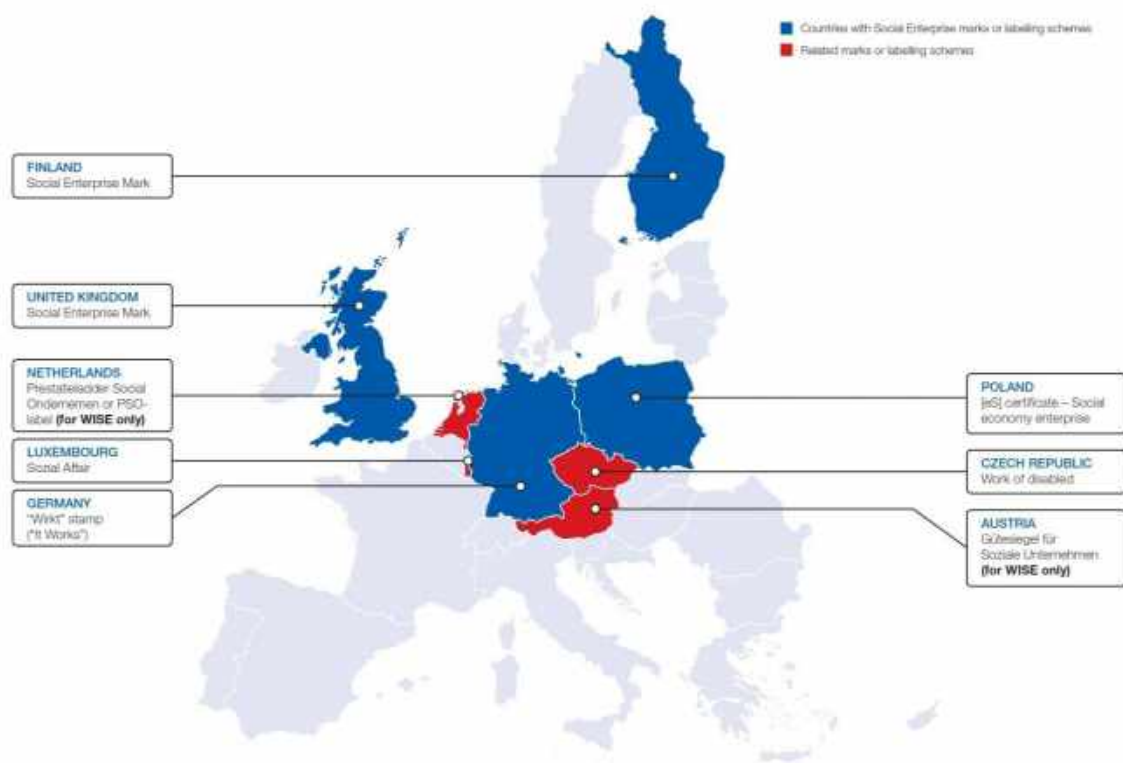 Countries with Social Enterprise marks or labelling schemes
Related marks or labelling schemes
FINLAND
Social Enterprise Mark
UNITED KINGDOM
Social Enterprise Mark
NETHERLANDS
Prestatieladder Social
Ondernemen or PSO-
label (for WISE only)
LUXEMBOURG
Sozial Affair
GERMANY
"Wirkt" stamp
("It Works")
POLAND
[eS] certificate – Social
economy enterprise
CZECH REPUBLIC
Work of disabled
AUSTRIA
Gütesiegel für
Soziale Unternehmen
(for WISE only)